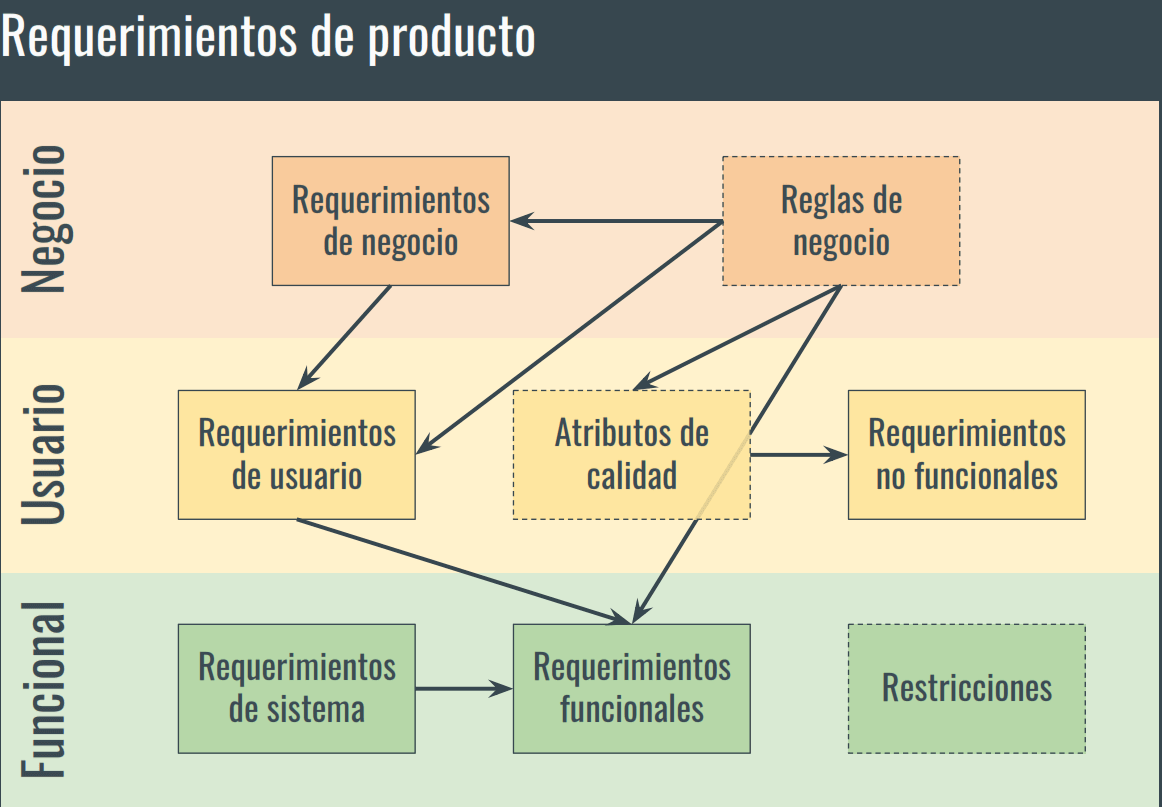 Requerimientos de producto
Negocio
Requerimientos
de negocio
Reglas de
negocio
Usuario
Requerimientos
de usuario
Atributos de
calidad
Requerimientos
no funcionales
Funcional
Requerimientos
de sistema
Requerimientos
funcionales
Restricciones